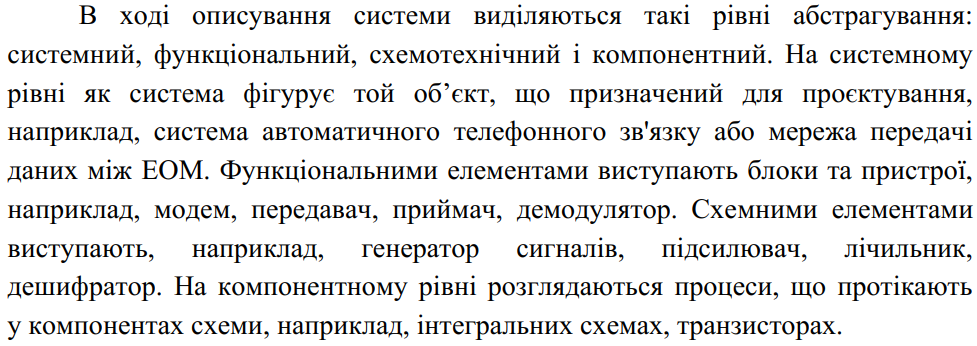 В ході описування системи виділяються такі рівні абстрагування:
системний, функціональний, схемотехнічний і компонентний. На системному
рівні як система фігурує той об’єкт, що призначений для проєктування,
наприклад, система автоматичного телефонного зв'язку або мережа передачі
даних між ЕОМ. Функціональними елементами виступають блоки та пристрої,
наприклад, модем, передавач, приймач, демодулятор. Схемними елементами
виступають, наприклад, генератор сигналів, підсилювач, лічильник,
дешифратор. На компонентному рівні розглядаються процеси, що протікають
у компонентах схеми, наприклад, інтегральних схемах, транзисторах.